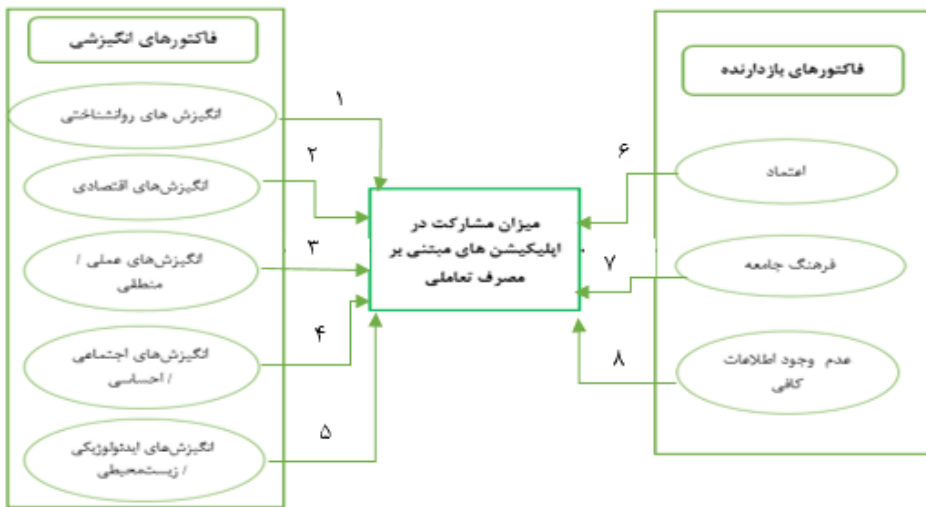 فاکتورهای انگیزشی
انگیزش های روانشناختی
انگیزش‌های اقتصادی
انگیزش‌های عملی /
منطقی
انگیزش‌های اجتماعی
/ احساسی
انگیزش‌های ایدئولوژیکی
/ زیست‌محیطی
۱
۲
۳
۴
۵
میزان مشارکت در
اپلیکیشن های مبتنی بر
مصرف تعاملی
۶
۷
۸
فاکتورهای بازدارنده
اعتماد
فرهنگ جامعه
عدم وجود اطلاعات
کافی